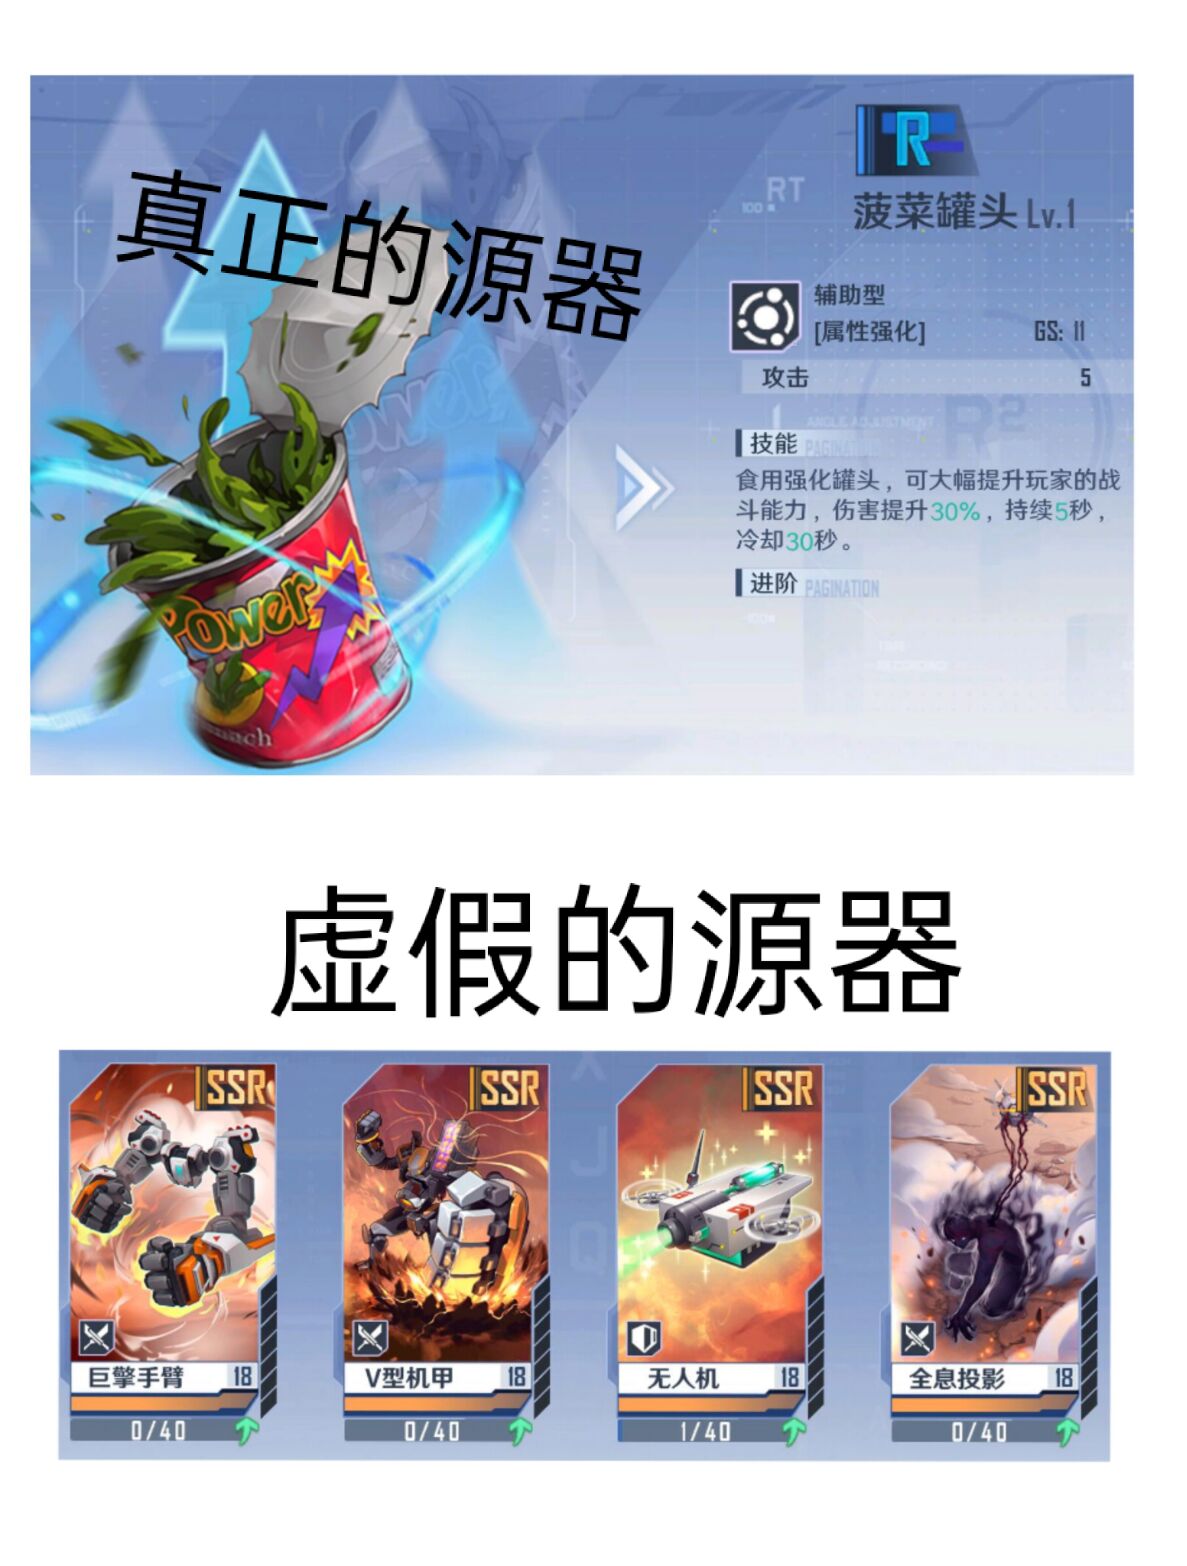 真正的源器
R
菠菜罐头 Lv.1
RT
100
辅助型
[属性强化]
GS: 11
攻击 5
ANGLE ADJUSTMENT
R2
技能
食用强化罐头，可大幅提升玩家的战
斗能力，伤害提升30%，持续5秒，
冷却30秒。
进阶 PAGINATION
Power
虚假的源器
SSR SSR SSR SSR
巨擎手臂 18 V型机甲 18 无人机 18 全息投影 18
0/40 0/40 1/40 0/40